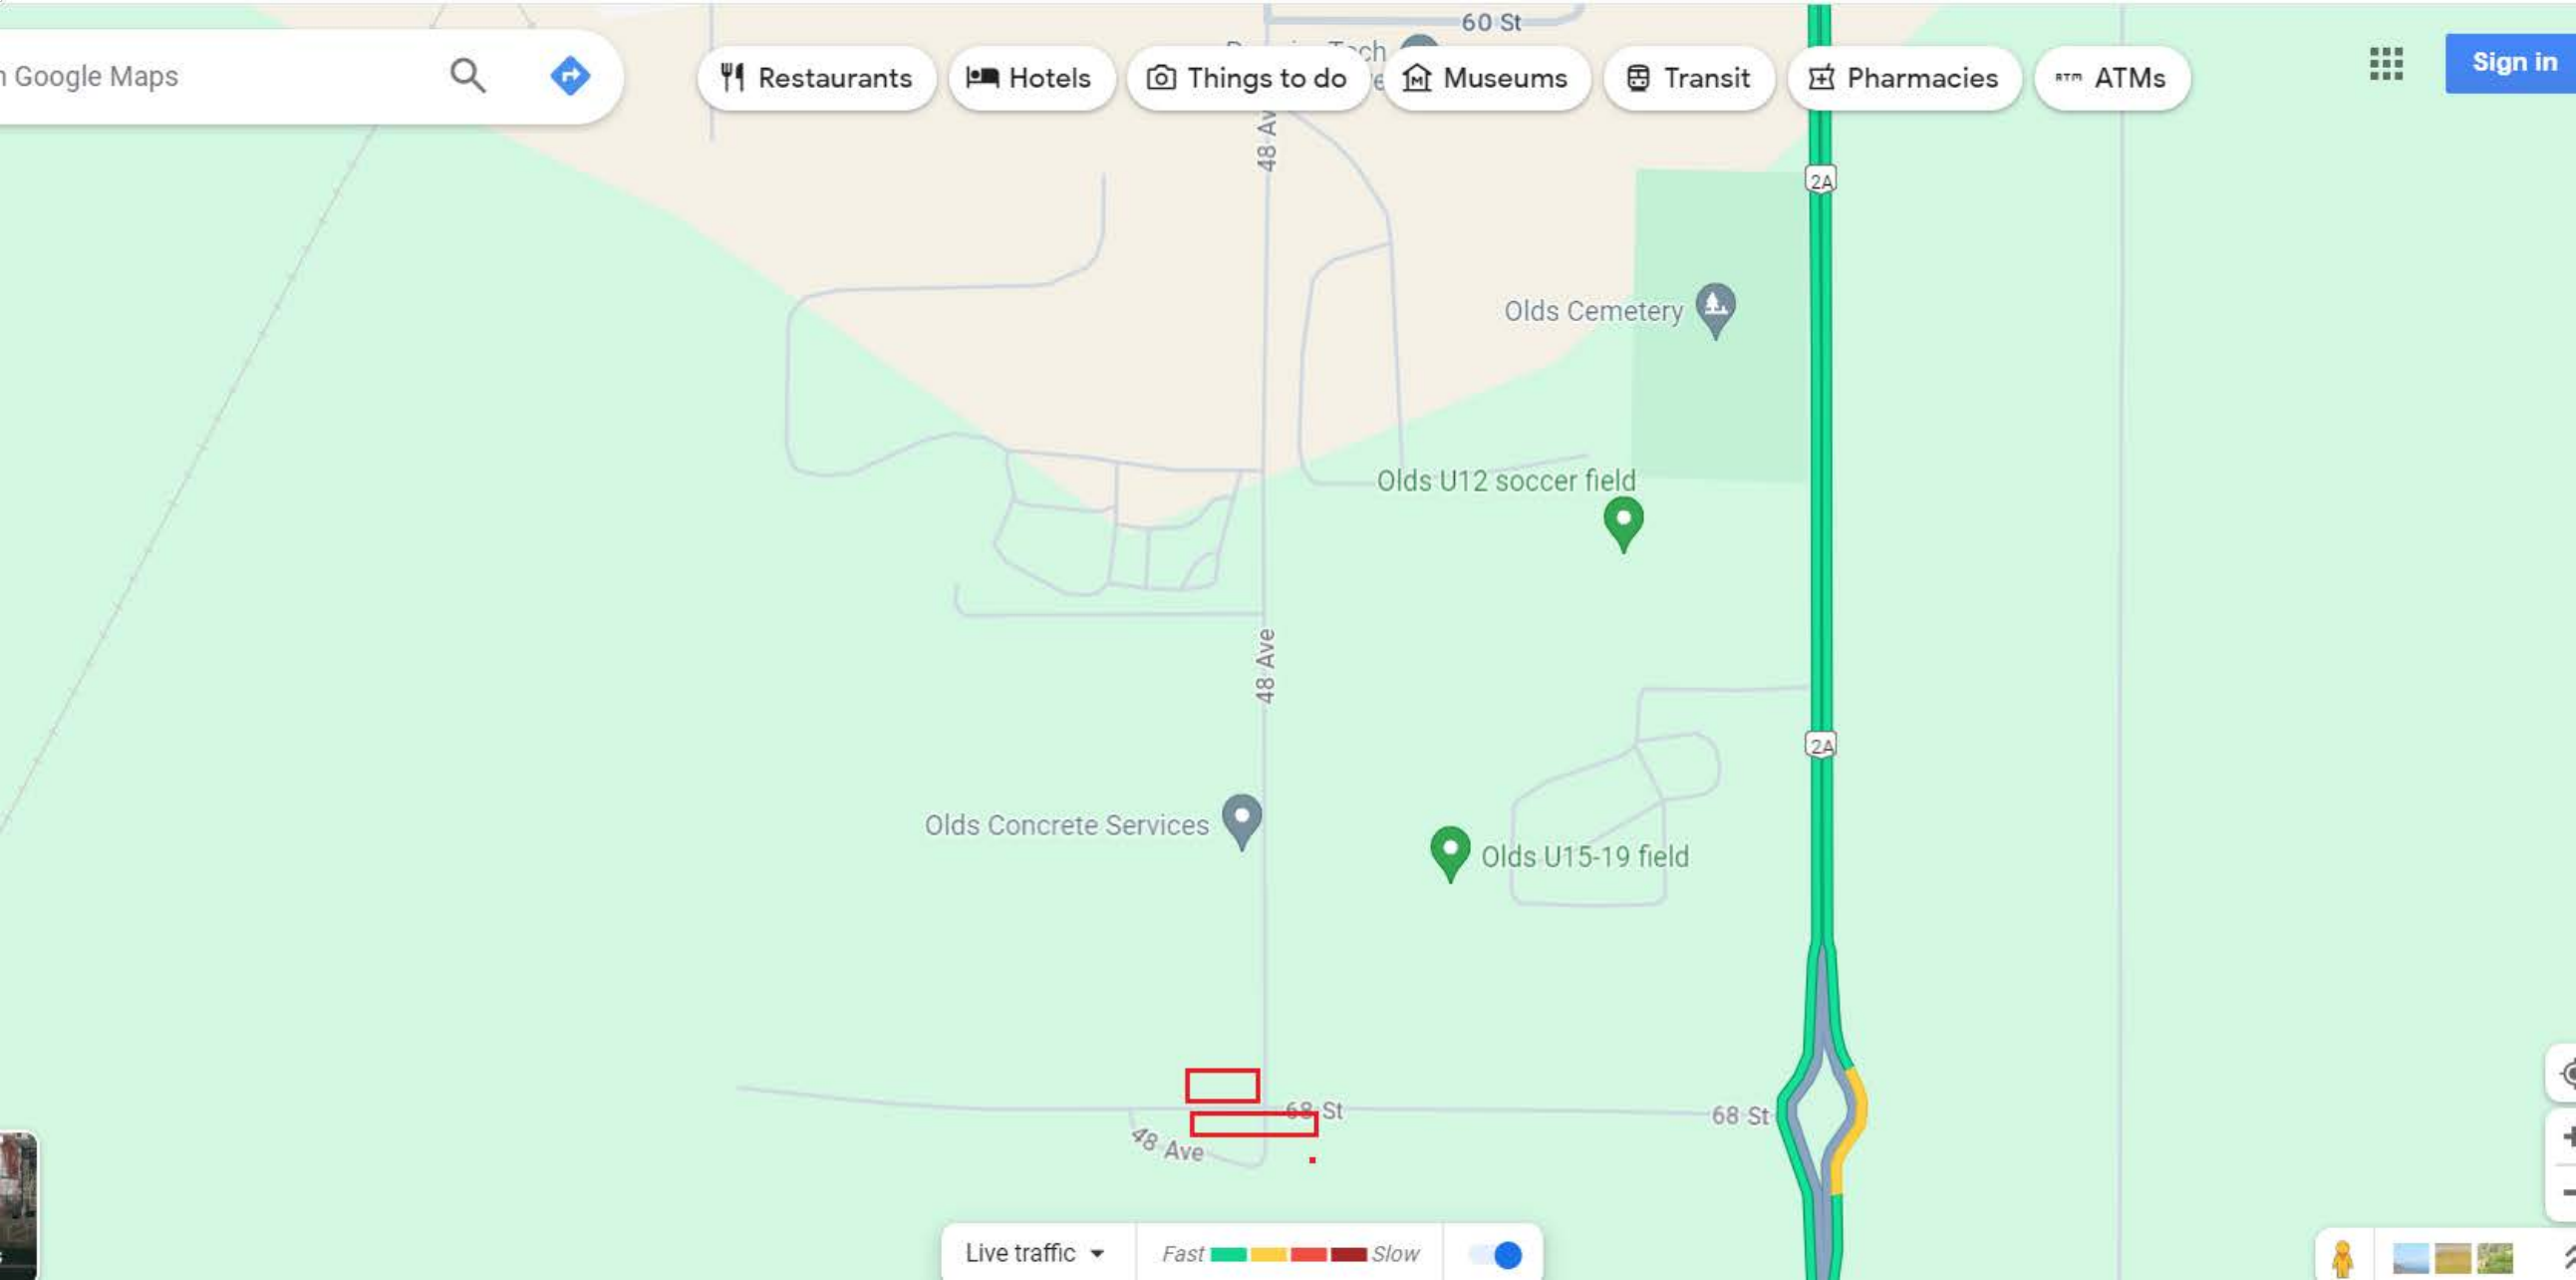 60 St
Google Maps
Restaurants
Hotels
Things to do
Museums
Transit
Pharmacies
ATM ATMs
Sign in
48 Av
2A
Olds Cemetery
Olds U12 soccer field
48 Ave
2A
Olds Concrete Services
Olds U15-19 field
68 St
68 St
48 Ave
Live traffic
Fast
Slow